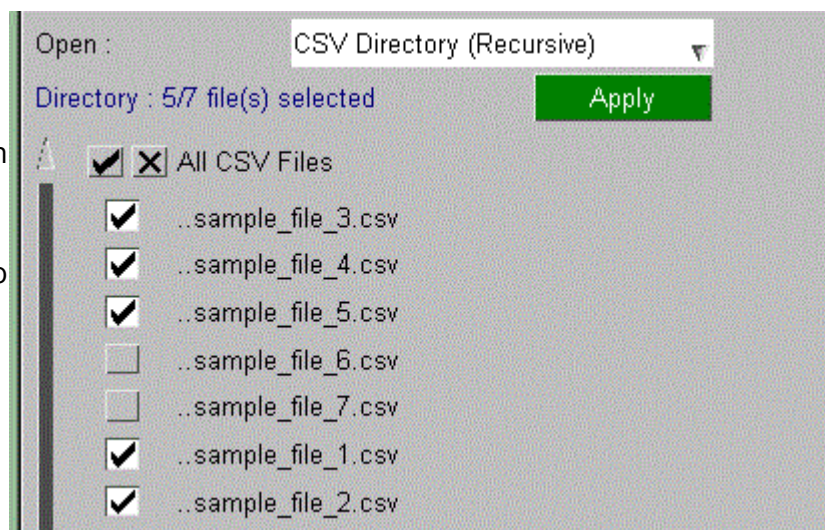 Open : CSV Directory (Recursive)
Directory : 5/7 file(s) selected Apply
All CSV Files
..sample_file_3.csv
..sample_file_4.csv
..sample_file_5.csv
..sample_file_6.csv
..sample_file_7.csv
..sample_file_1.csv
..sample_file_2.csv